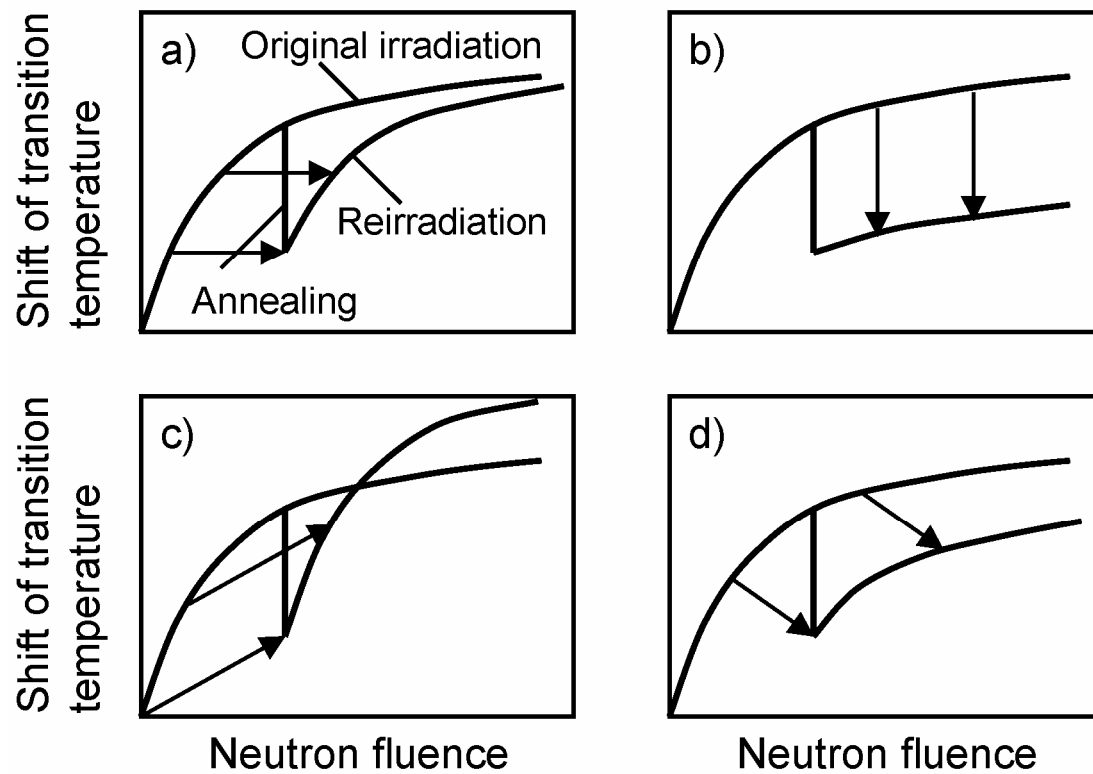 a)
Original irradiation
Reirradiation
Annealing
Shift of transition
temperature
b)
c)
Shift of transition
temperature
d)
Neutron fluence
Neutron fluence